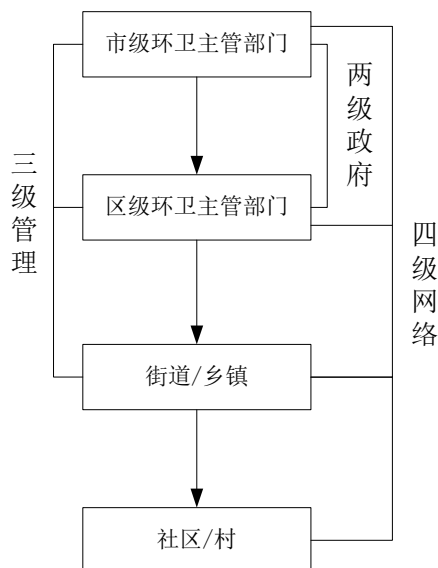 市级环卫主管部门
两级政府
三级管理
区级环卫主管部门
四级网络
街道/乡镇
社区/村